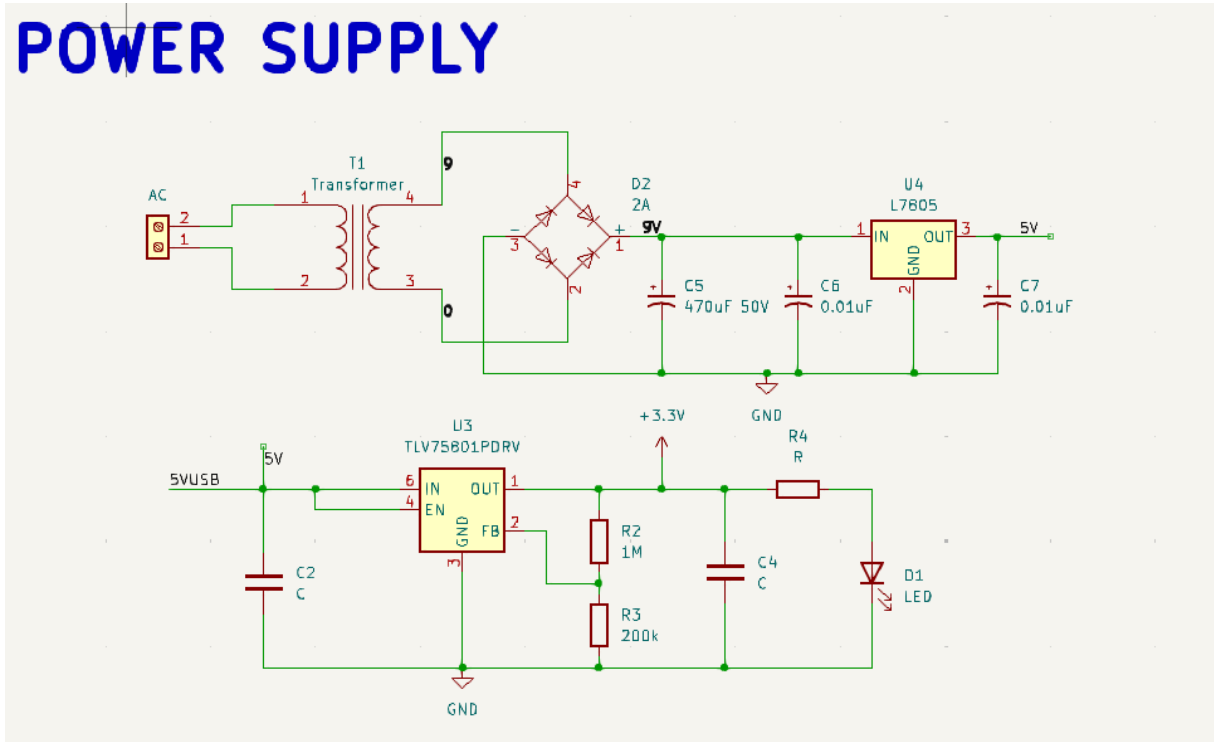 POWER SUPPLY
AC
2
1
T1
Transformer
1
2
4
3
9
0
4
2
3
1
-
+
D2
2A
9V
C5
470uF 50V
C6
0.01uF
U4
L7805
1
IN
OUT
3
GND
2
5V
C7
0.01uF
GND
5VUSB
5V
C2
C
U3
TLV75801PDRV
6
IN
4
EN
OUT
1
FB
2
GND
3
GND
+3.3V
R2
1M
R3
200k
C4
C
R4
R
D1
LED